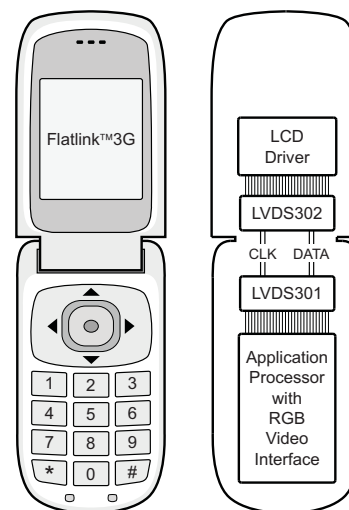 Flatlink™3G
1 2 3
4 5 6
7 8 9
* 0 #
LCD
Driver
LVDS302
CLK DATA
LVDS301
Application
Processor
with
RGB
Video
Interface